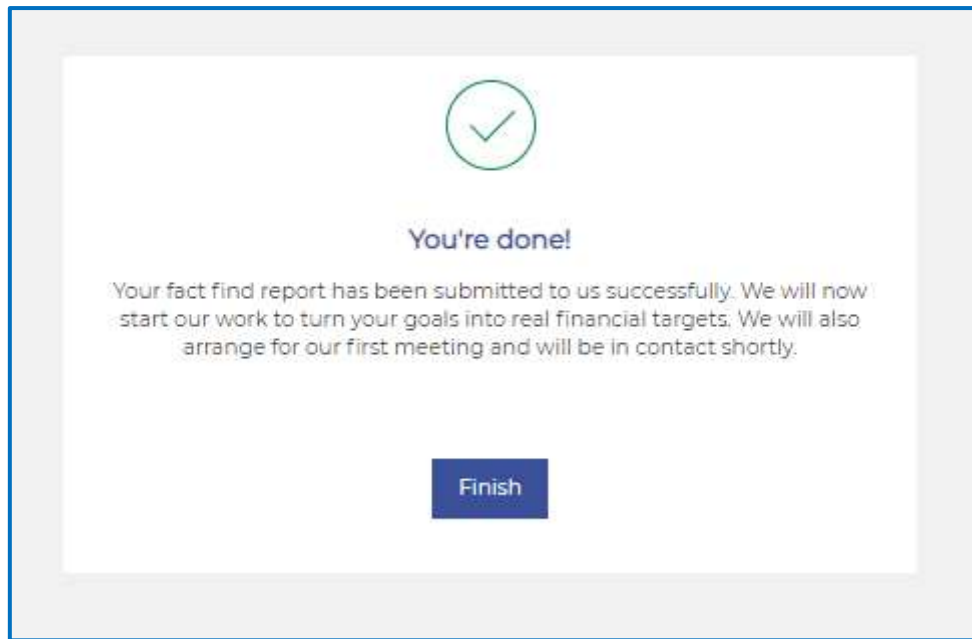 You're done!
Your fact find report has been submitted to us successfully. We will now
start our work to turn your goals into real financial targets. We will also
arrange for our first meeting and will be in contact shortly.
Finish